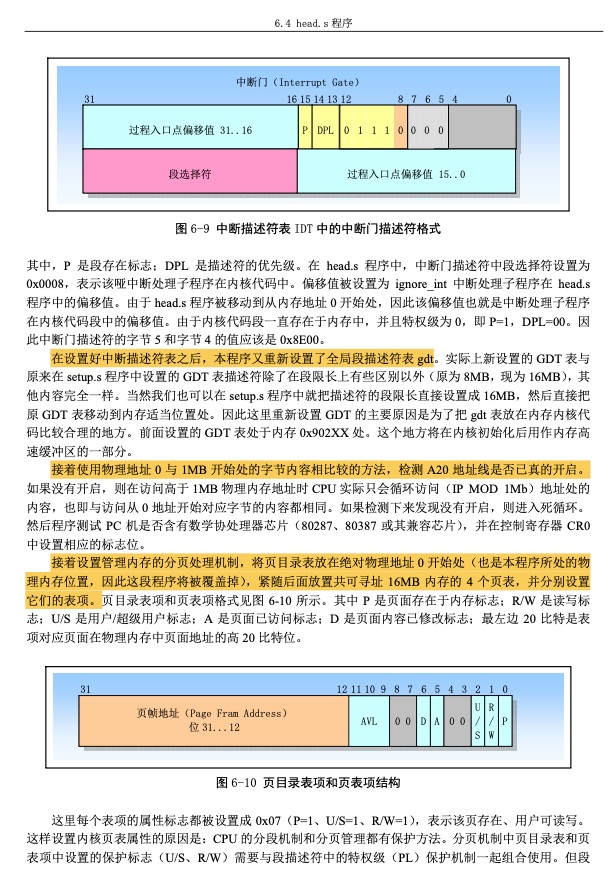 6.4 head.s 程序
中断门（Interrupt Gate）
31 16 15 14 13 12 8 7 6 5 4 0
过程入口点偏移值 31..16 P DPL 0 1 1 1 0 0 0 0
段选择符 过程入口点偏移值 15..0
图 6-9 中断描述符表 IDT 中的中断门描述符格式
其中，P 是段存在标志；DPL 是描述符的优先级。在 head.s 程序中，中断门描述符中段选择符设置为
0x0008，表示该哑中断处理子程序在内核代码中。偏移值被设置为 ignore_int 中断处理子程序在 head.s
程序中的偏移值。由于 head.s 程序被移动到从内存地址 0 开始处，因此该偏移值也就是中断处理子程序
在内核代码段中的偏移值。由于内核代码段一直存在于内存中，并且特权级为 0，即 P=1，DPL=00。因
此中断门描述符的字节 5 和字节 4 的值应该是 0x8E00。
在设置好中断描述符表之后，本程序又重新设置了全局段描述符表 gdt。实际上新设置的 GDT 表与
原来在 setup.s 程序中设置的 GDT 表描述符除了在段限长上有些区别以外（原为 8MB，现为 16MB），其
他内容完全一样。当然我们也可以在 setup.s 程序中就把描述符的段限长直接设置成 16MB，然后直接把
原 GDT 表移动到内存适当位置处。因此这里重新设置 GDT 的主要原因是为了把 gdt 表放在内存内核代
码比较合理的地方。前面设置的 GDT 表处于内存 0x902XX 处。这个地方将在内核初始化后用作内存高
速缓冲区的一部分。
接着使用物理地址 0 与 1MB 开始处的字节内容相比较的方法，检测 A20 地址线是否已真的开启。
如果没有开启，则在访问高于 1MB 物理内存地址时 CPU 实际只会循环访问（IP MOD 1Mb）地址处的
内容，也即与访问从 0 地址开始对应字节的内容都相同。如果检测下来发现没有开启，则进入死循环。
然后程序测试 PC 机是否含有数学协处理器芯片（80287、80387 或其兼容芯片），并在控制寄存器 CR0
中设置相应的标志位。
接着设置管理内存的分页处理机制，将页目录表放在绝对物理地址 0 开始处（也是本程序所处的物
理内存位置，因此这段程序将被覆盖掉），紧随后面放置共可寻址 16MB 内存的 4 个页表，并分别设置
它们的表项。页目录表项和页表项格式见图 6-10 所示。其中 P 是页面存在于内存标志；R/W 是读写标
志；U/S 是用户/超级用户标志；A 是页面已访问标志；D 是页面内容已修改标志；最左边 20 比特是表
项对应页面在物理内存中页面地址的高 20 比特位。
31 12 11 10 9 8 7 6 5 4 3 2 1 0
页帧地址（Page Fram Address）
位 31...12
AVL 0 0 D A 0 0 U/S R/W P
图 6-10 页目录表项和页表项结构
这里每个表项的属性标志都被设置成 0x07（P=1、U/S=1、R/W=1），表示该页存在、用户可读写。
这样设置内核页表属性的原因是：CPU 的分段机制和分页管理都有保护方法。分页机制中页目录表和页
表项中设置的保护标志（U/S、R/W）需要与段描述符中的特权级（PL）保护机制一起组合使用。但段